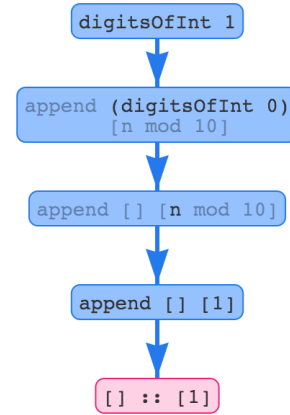 digitsOfInt 1
append (digitsOfInt 0)
[n mod 10]
append [] [n mod 10]
append [] [1]
[] :: [1]